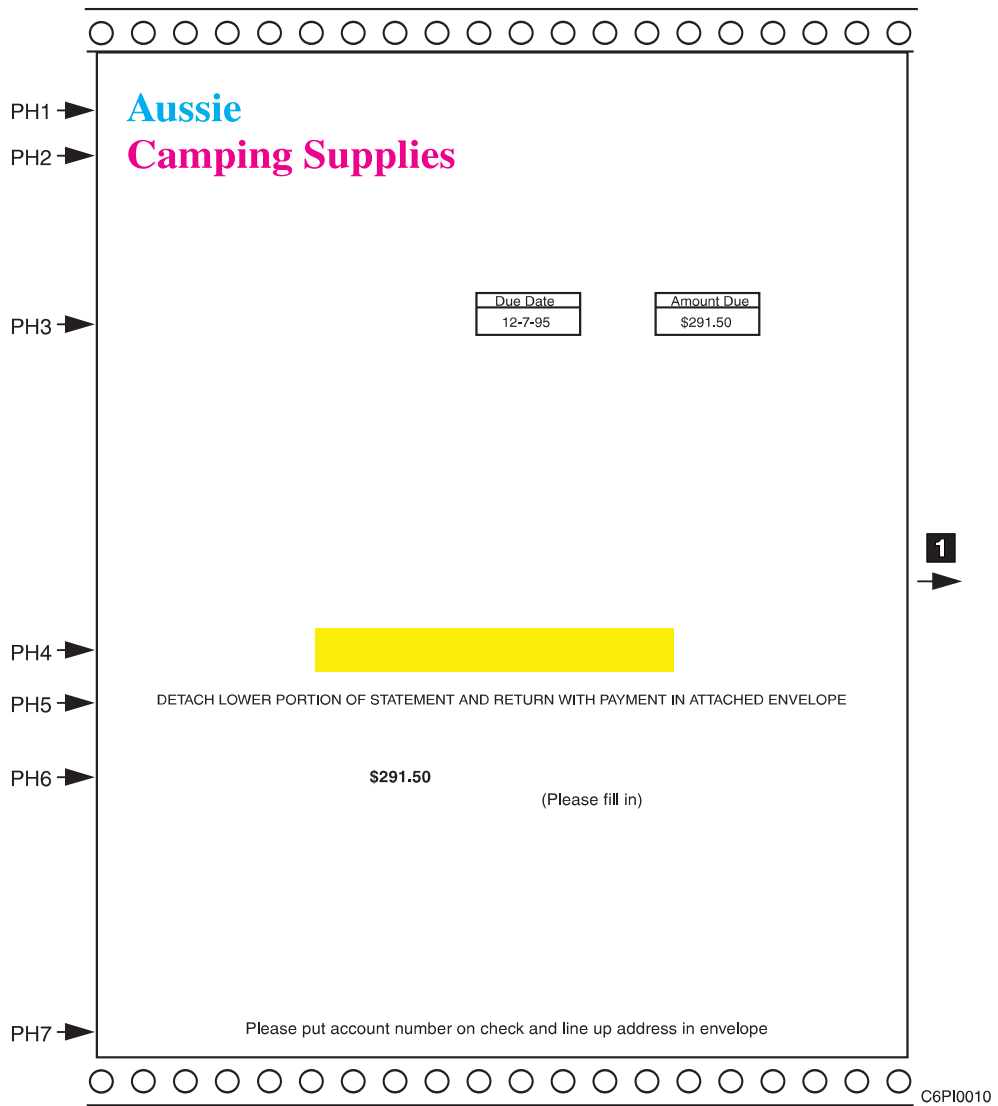 PH1 Aussie
PH2 Camping Supplies
Due Date Amount Due
PH3 12-7-95 $291.50
1
PH4
PH5 DETACH LOWER PORTION OF STATEMENT AND RETURN WITH PAYMENT IN ATTACHED ENVELOPE
PH6 $291.50
(Please fill in)
PH7 Please put account number on check and line up address in envelope
C6PI0010